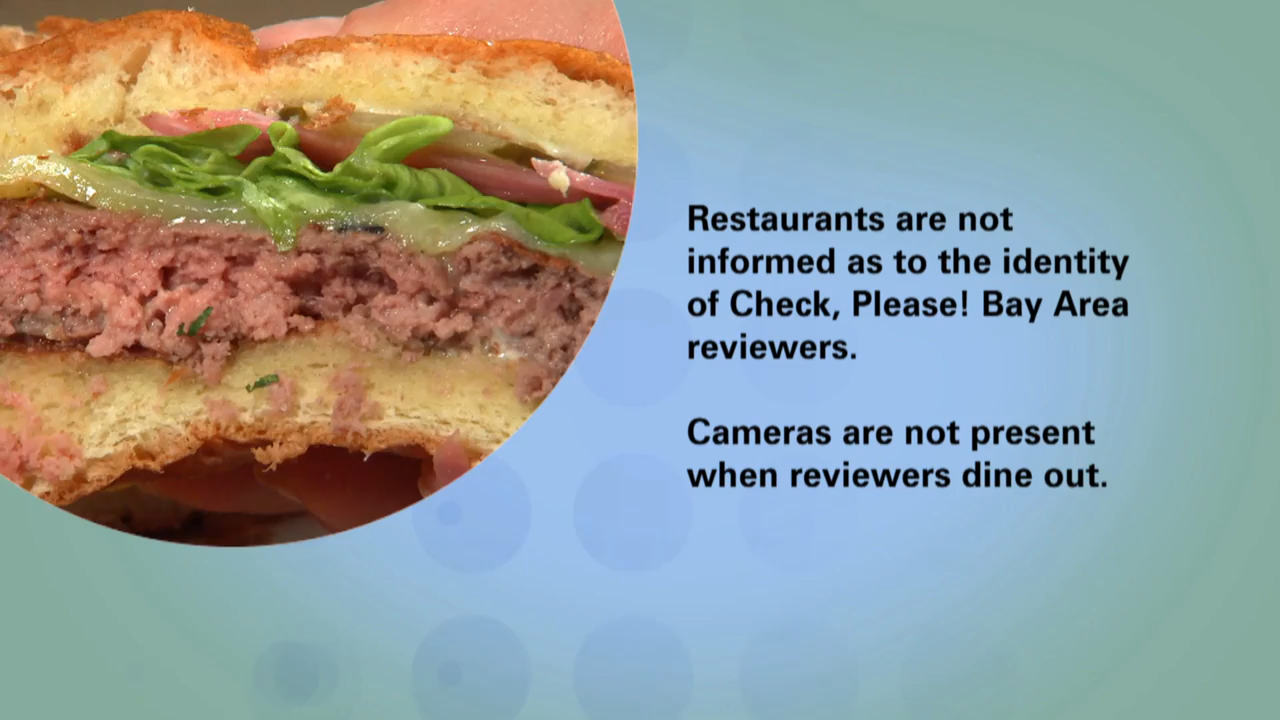 Restaurants are not
informed as to the identity
of Check, Please! Bay Area
reviewers.
Cameras are not present
when reviewers dine out.